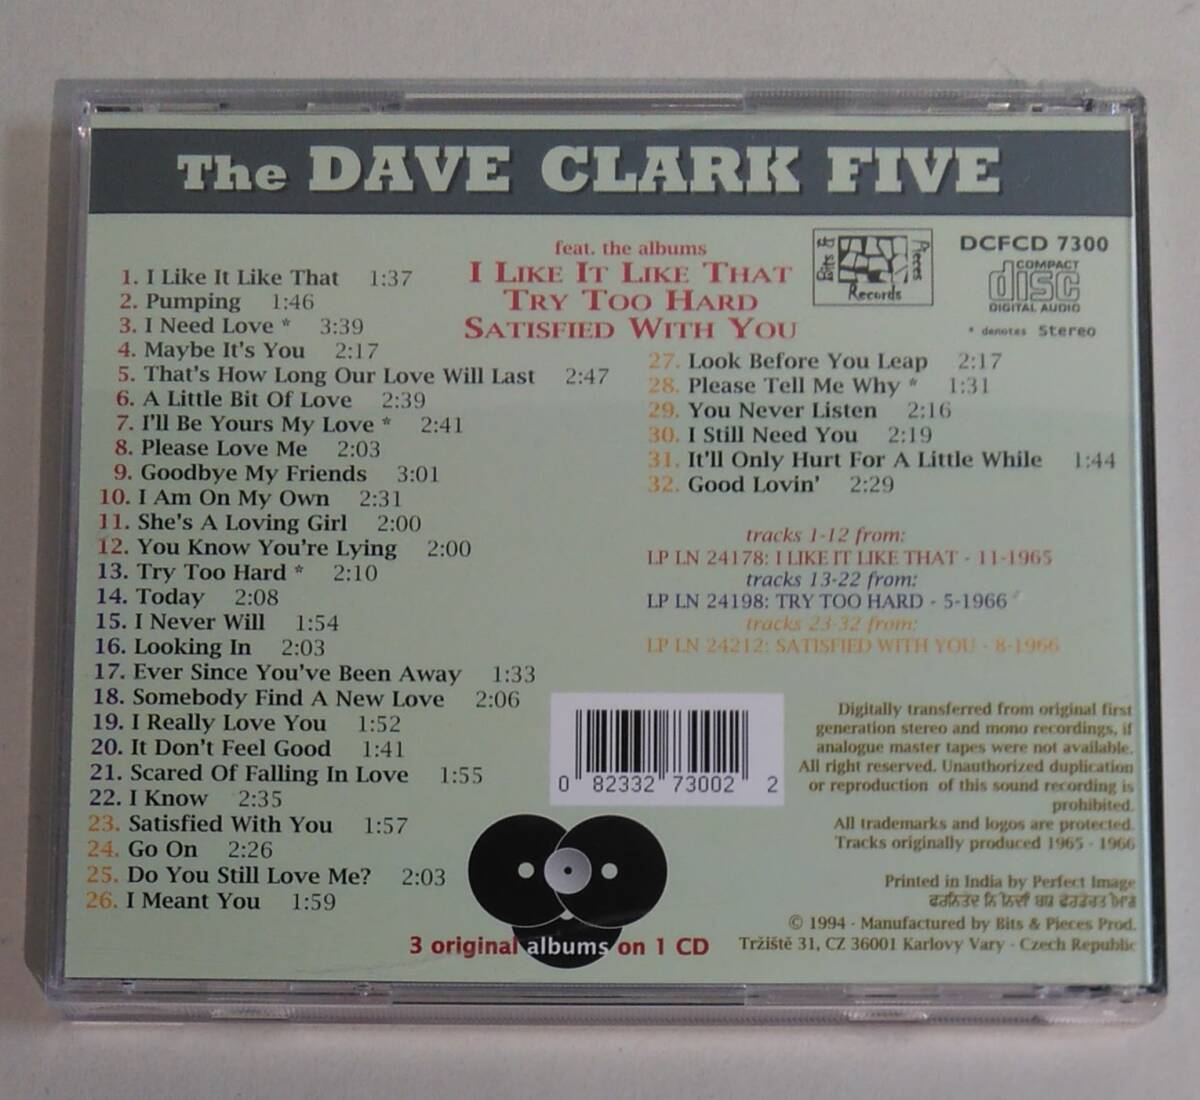 The DAVE CLARK FIVE
feat. the albums
I LIKE IT LIKE THAT
TRY TOO HARD
SATISFIED WITH YOU
Bits &
Pieces
Records
DCFCD 7300
COMPACT
disc
DIGITAL AUDIO
* denotes Stereo
1. I Like It Like That 1:37
2. Pumping 1:46
3. I Need Love * 3:39
4. Maybe It's You 2:17
5. That's How Long Our Love Will Last 2:47
6. A Little Bit Of Love 2:39
7. I'll Be Yours My Love * 2:41
8. Please Love Me 2:03
9. Goodbye My Friends 3:01
10. I Am On My Own 2:31
11. She's A Loving Girl 2:00
12. You Know You're Lying 2:00
13. Try Too Hard * 2:10
14. Today 2:08
15. I Never Will 1:54
16. Looking In 2:03
17. Ever Since You've Been Away 1:33
18. Somebody Find A New Love 2:06
19. I Really Love You 1:52
20. It Don't Feel Good 1:41
21. Scared Of Falling In Love 1:55
22. I Know 2:35
23. Satisfied With You 1:57
24. Go On 2:26
25. Do You Still Love Me? 2:03
26. I Meant You 1:59
27. Look Before You Leap 2:17
28. Please Tell Me Why * 1:31
29. You Never Listen 2:16
30. I Still Need You 2:19
31. It'll Only Hurt For A Little While 1:44
32. Good Lovin' 2:29
tracks 1-12 from:
LP LN 24178: I LIKE IT LIKE THAT - 11-1965
tracks 13-22 from:
LP LN 24198: TRY TOO HARD - 5-1966
tracks 23-32 from:
LP LN 24212: SATISFIED WITH YOU - 8-1966
0 82332 73002 2
Digitally transferred from original first
generation stereo and mono recordings, if
analogue master tapes were not available.
All right reserved. Unauthorized duplication
or reproduction of this sound recording is
prohibited.
All trademarks and logos are protected.
Tracks originally produced 1965 - 1966
Printed in India by Perfect Image
© 1994 - Manufactured by Bits & Pieces Prod.
Tržiště 31, CZ 36001 Karlovy Vary - Czech Republic
3 original albums on 1 CD